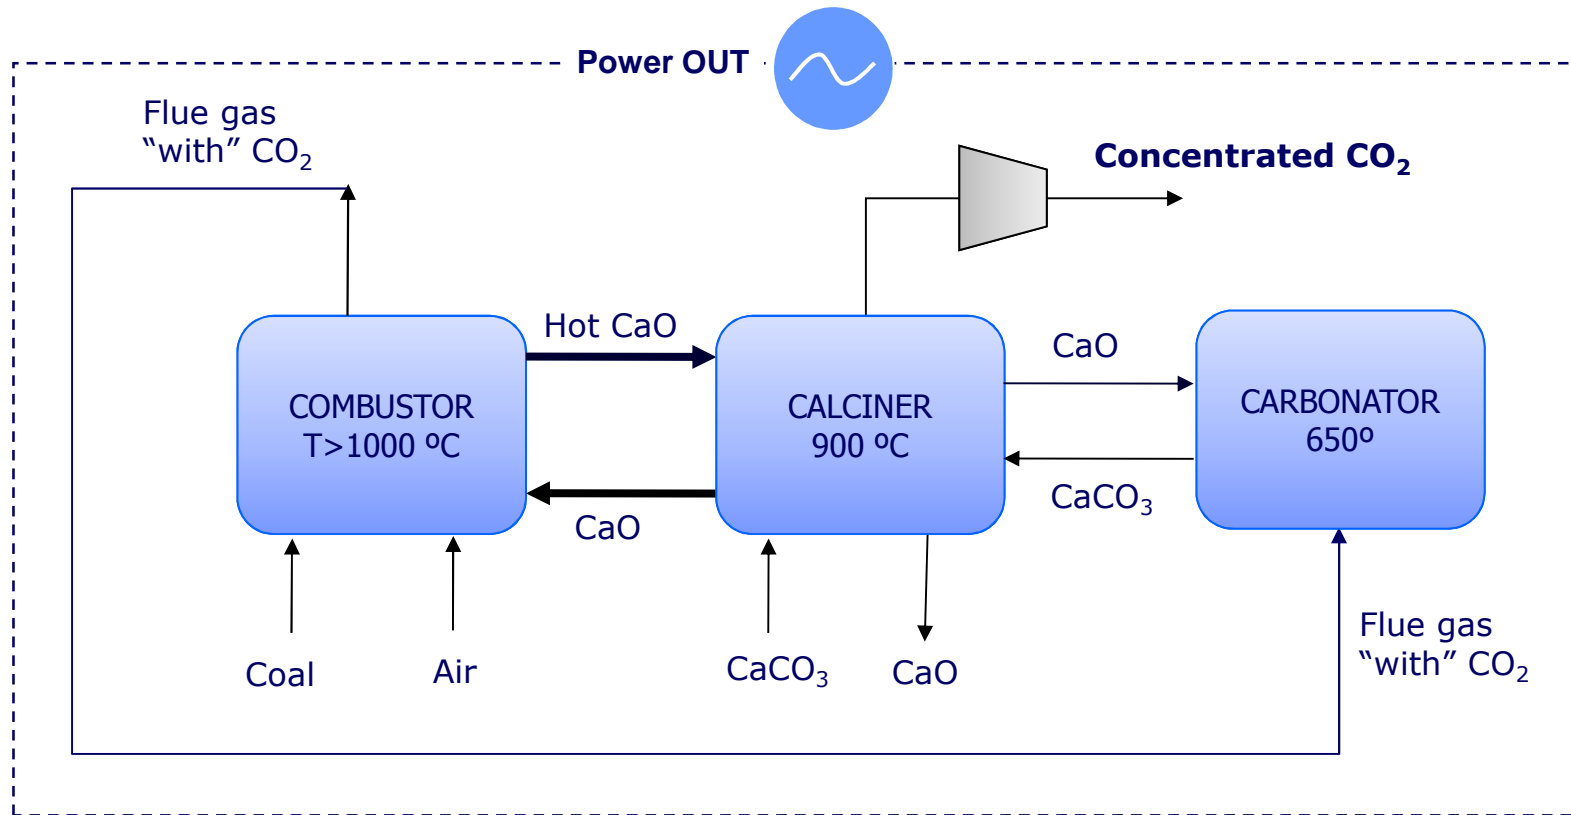 Power OUT
Flue gas
“with” CO₂
Concentrated CO₂
Hot CaO
CaO
COMBUSTOR
T>1000 ºC
CALCINER
900 ºC
CARBONATOR
650º
CaO
CaCO₃
Coal
Air
CaCO₃
CaO
Flue gas
“with” CO₂